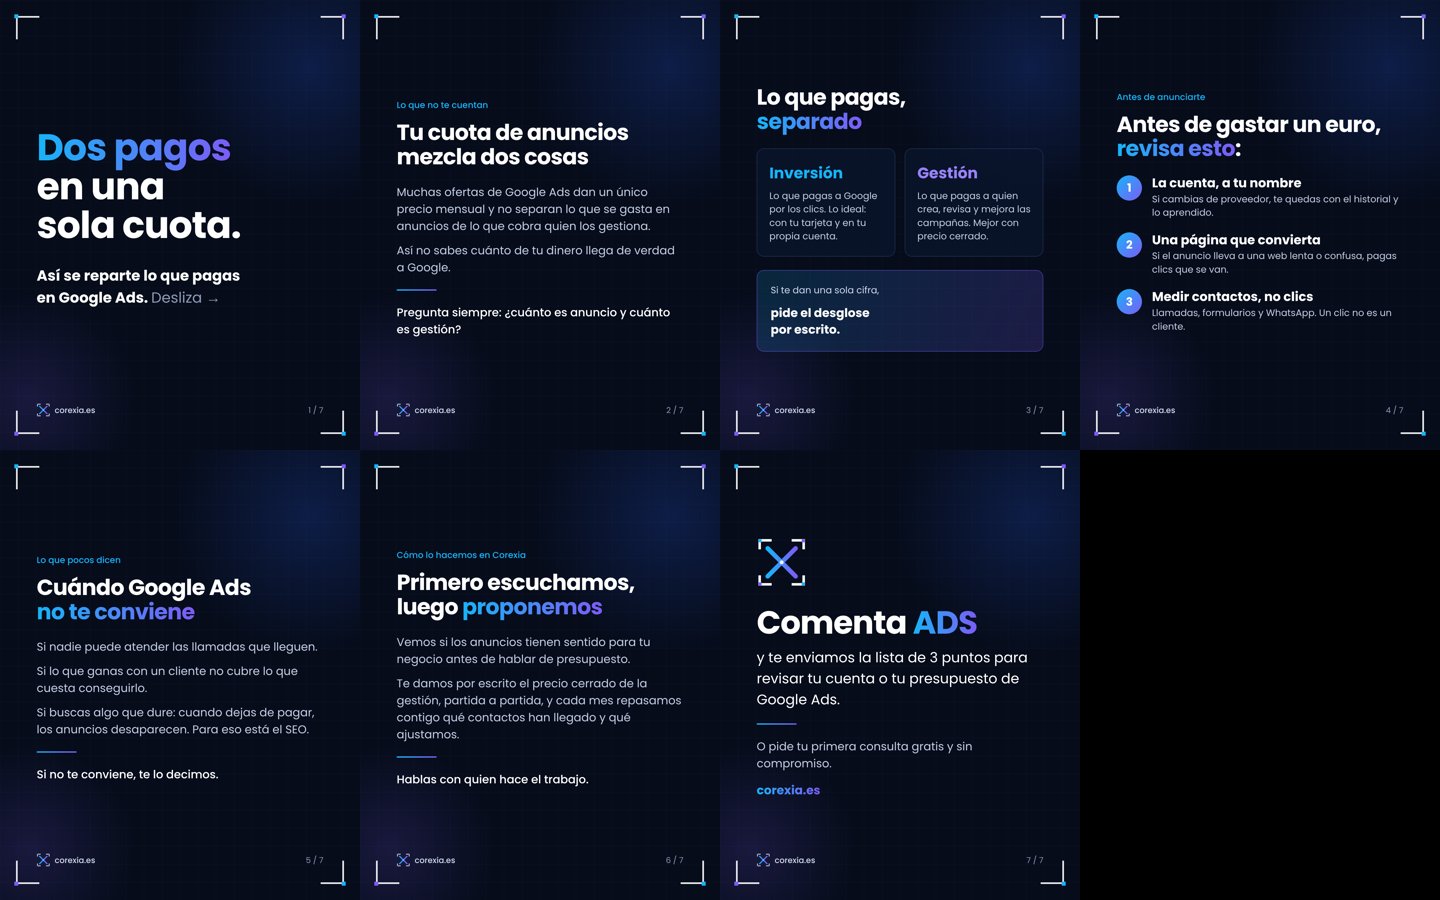 Dos pagos
en una
sola cuota.
Así se reparte lo que pagas
en Google Ads. Desliza →
corexia.es
1 / 7
Lo que no te cuentan
Tu cuota de anuncios
mezcla dos cosas
Muchas ofertas de Google Ads dan un único
precio mensual y no separan lo que se gasta en
anuncios de lo que cobra quien los gestiona.
Así no sabes cuánto de tu dinero llega de verdad
a Google.
Pregunta siempre: ¿cuánto es anuncio y cuánto
es gestión?
corexia.es
2 / 7
Lo que pagas,
separado
Inversión
Lo que pagas a Google
por los clics. Lo ideal:
con tu tarjeta y en tu
propia cuenta.
Gestión
Lo que pagas a quien
crea, revisa y mejora las
campañas. Mejor con
precio cerrado.
Si te dan una sola cifra,
pide el desglose
por escrito.
corexia.es
3 / 7
Antes de anunciarte
Antes de gastar un euro,
revisa esto:
1
La cuenta, a tu nombre
Si cambias de proveedor, te quedas con el historial y
lo aprendido.
2
Una página que convierta
Si el anuncio lleva a una web lenta o confusa, pagas
clics que se van.
3
Medir contactos, no clics
Llamadas, formularios y WhatsApp. Un clic no es un
cliente.
corexia.es
4 / 7
Lo que pocos dicen
Cuándo Google Ads
no te conviene
Si nadie puede atender las llamadas que lleguen.
Si lo que ganas con un cliente no cubre lo que
cuesta conseguirlo.
Si buscas algo que dure: cuando dejas de pagar,
los anuncios desaparecen. Para eso está el SEO.
Si no te conviene, te lo decimos.
corexia.es
5 / 7
Cómo lo hacemos en Corexia
Primero escuchamos,
luego proponemos
Vemos si los anuncios tienen sentido para tu
negocio antes de hablar de presupuesto.
Te damos por escrito el precio cerrado de la
gestión, partida a partida, y cada mes repasamos
contigo qué contactos han llegado y qué
ajustamos.
Hablas con quien hace el trabajo.
corexia.es
6 / 7
Comenta ADS
y te enviamos la lista de 3 puntos para
revisar tu cuenta o tu presupuesto de
Google Ads.
O pide tu primera consulta gratis y sin
compromiso.
corexia.es
corexia.es
7 / 7